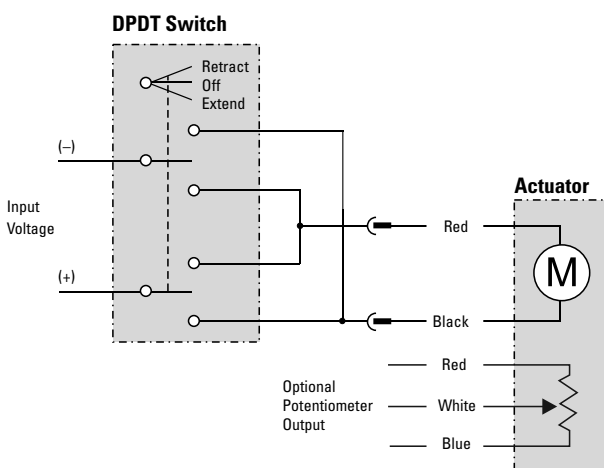 DPDT Switch
Retract
Off
Extend
(–)
Input
Voltage
(+)
Actuator
Red
M
Black
Red
Optional
Potentiometer
Output
White
Blue